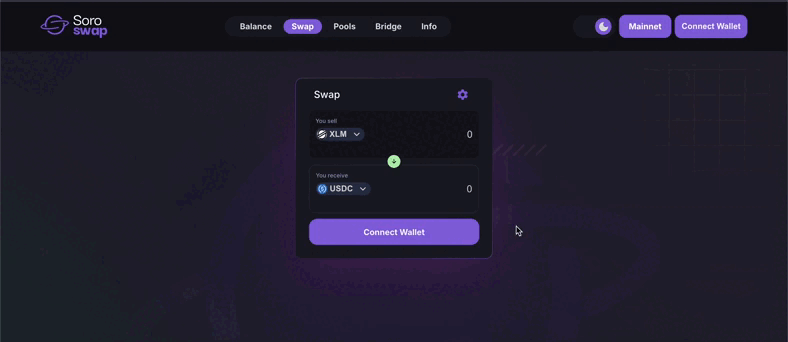 Soro
swap
Balance Swap Pools Bridge Info
Mainnet Connect Wallet
Swap
You sell
XLM 0
You receive
USDC 0
Connect Wallet